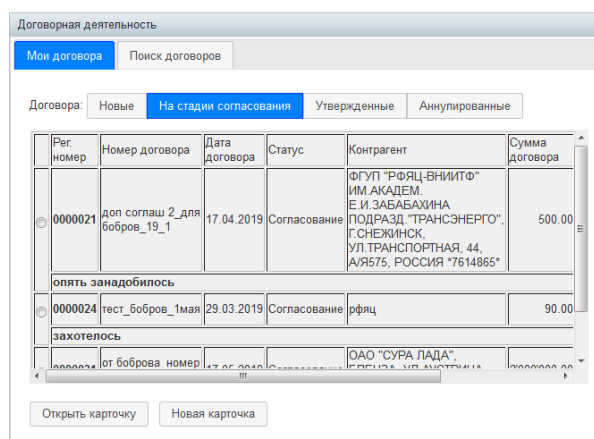 Договорная деятельность
Мои договора Поиск договоров
Договора: Новые На стадии согласования Утвержденные Аннулированные
Рег. номер Номер договора Дата договора Статус Контрагент Сумма договора
0000021 доп соглаш 2_для бобров_19_1 17.04.2019 Согласование ФГУП "РФЯЦ-ВНИИТФ"
ИМ.АКАДЕМ.
Е.И.ЗАБАБАХИНА
ПОДРАЗД."ТРАНСЭНЕРГО",
Г.СНЕЖИНСК,
УЛ.ТРАНСПОРТНАЯ, 44,
А/Я575, РОССИЯ *7614865* 500.00
опять занадобилось
0000024 тест_бобров_1мая 29.03.2019 Согласование рфяц 90.00
захотелось
от боброва номер ОАО "СУРА ЛАДА",
Открыть карточку Новая карточка